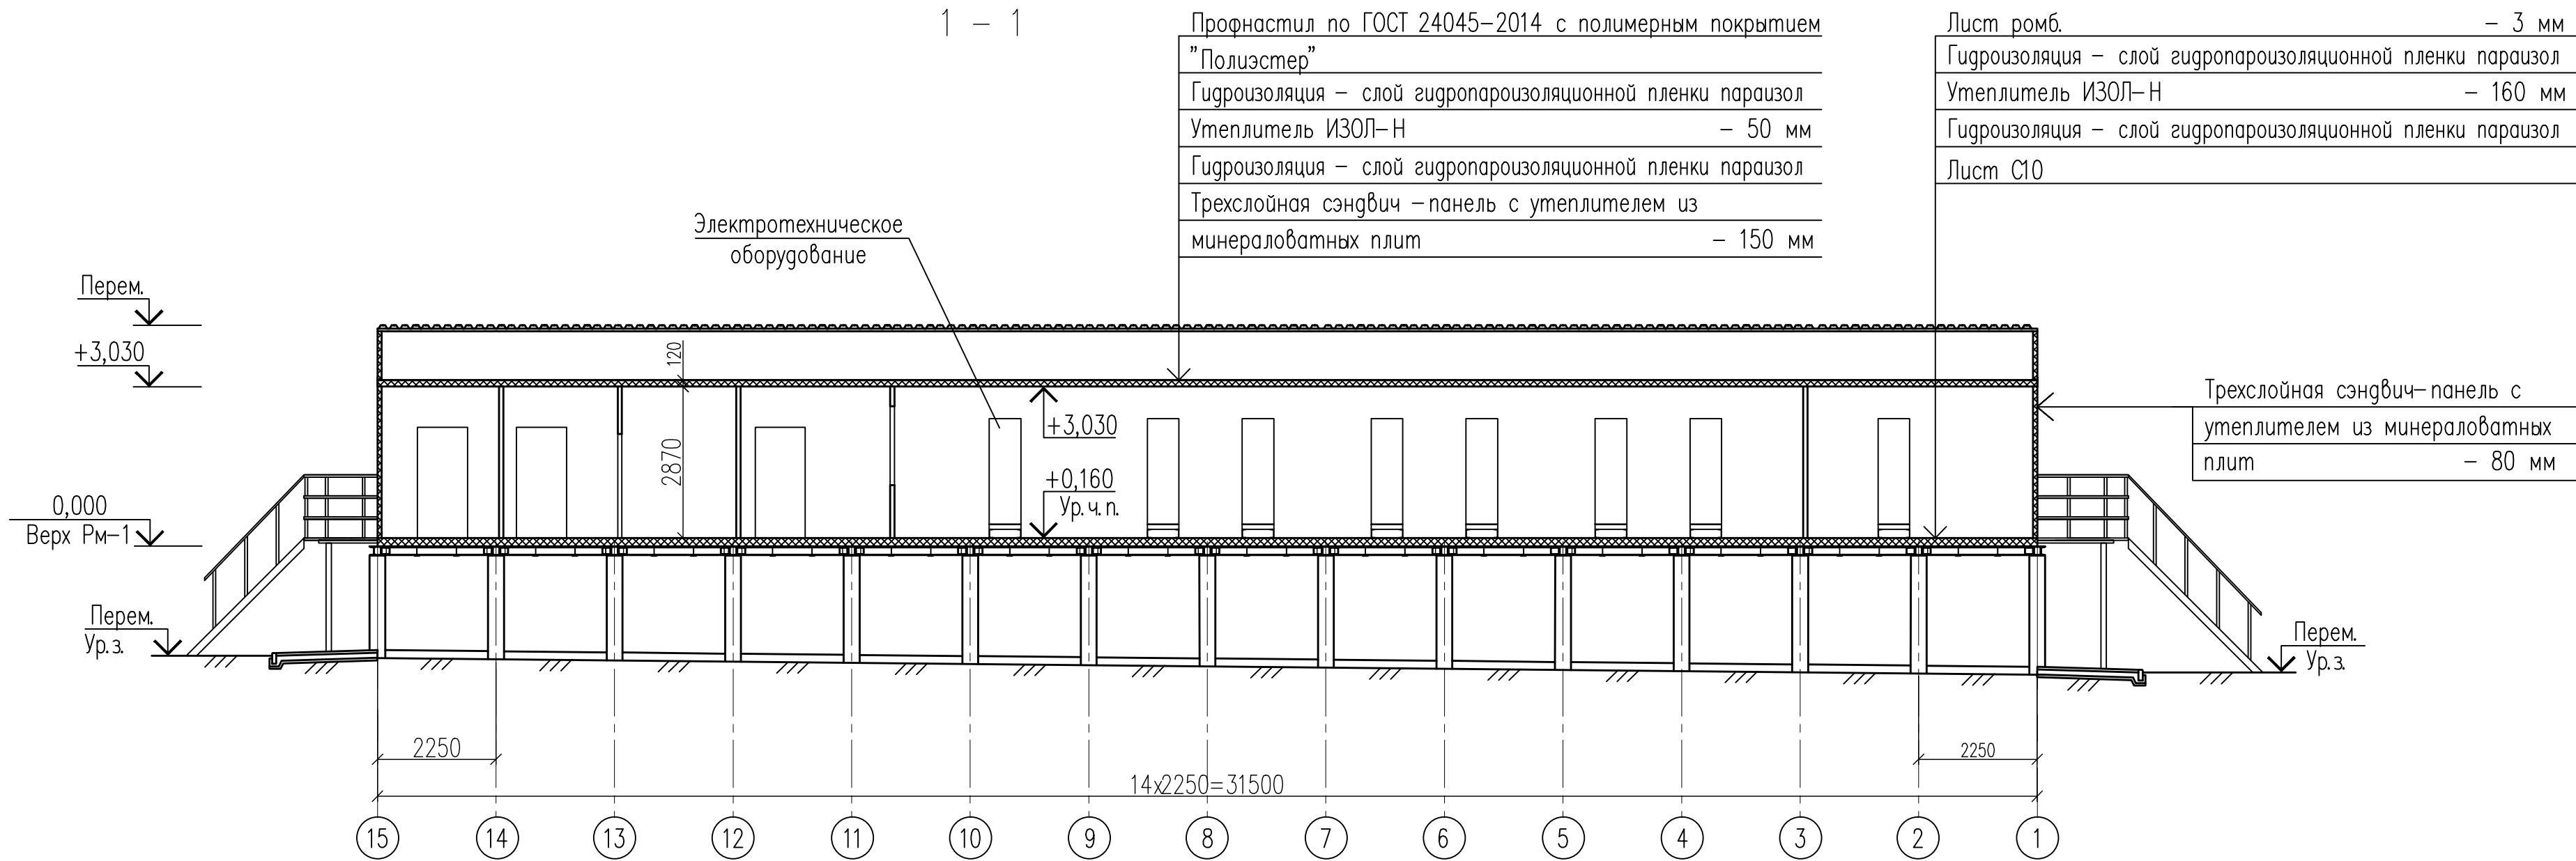 1 - 1
Профнастил по ГОСТ 24045-2014 с полимерным покрытием
"Полиэстер"
Гидроизоляция - слой гидропароизоляционной пленки параизол
Утеплитель ИЗОЛ-Н - 50 мм
Гидроизоляция - слой гидропароизоляционной пленки параизол
Трехслойная сэндвич -панель с утеплителем из
минераловатных плит - 150 мм
Лист ромб. - 3 мм
Гидроизоляция - слой гидропароизоляционной пленки параизол
Утеплитель ИЗОЛ-Н - 160 мм
Гидроизоляция - слой гидропароизоляционной пленки параизол
Лист С10
Электротехническое
оборудование
Перем.
+3,030
120
2870
+3,030
+0,160
Ур.ч.п.
Трехслойная сэндвич-панель с
утеплителем из минераловатных
плит - 80 мм
0,000
Верх Рм-1
Перем.
Ур.з.
Перем.
Ур.з.
2250
2250
14х2250=31500
15 14 13 12 11 10 9 8 7 6 5 4 3 2 1